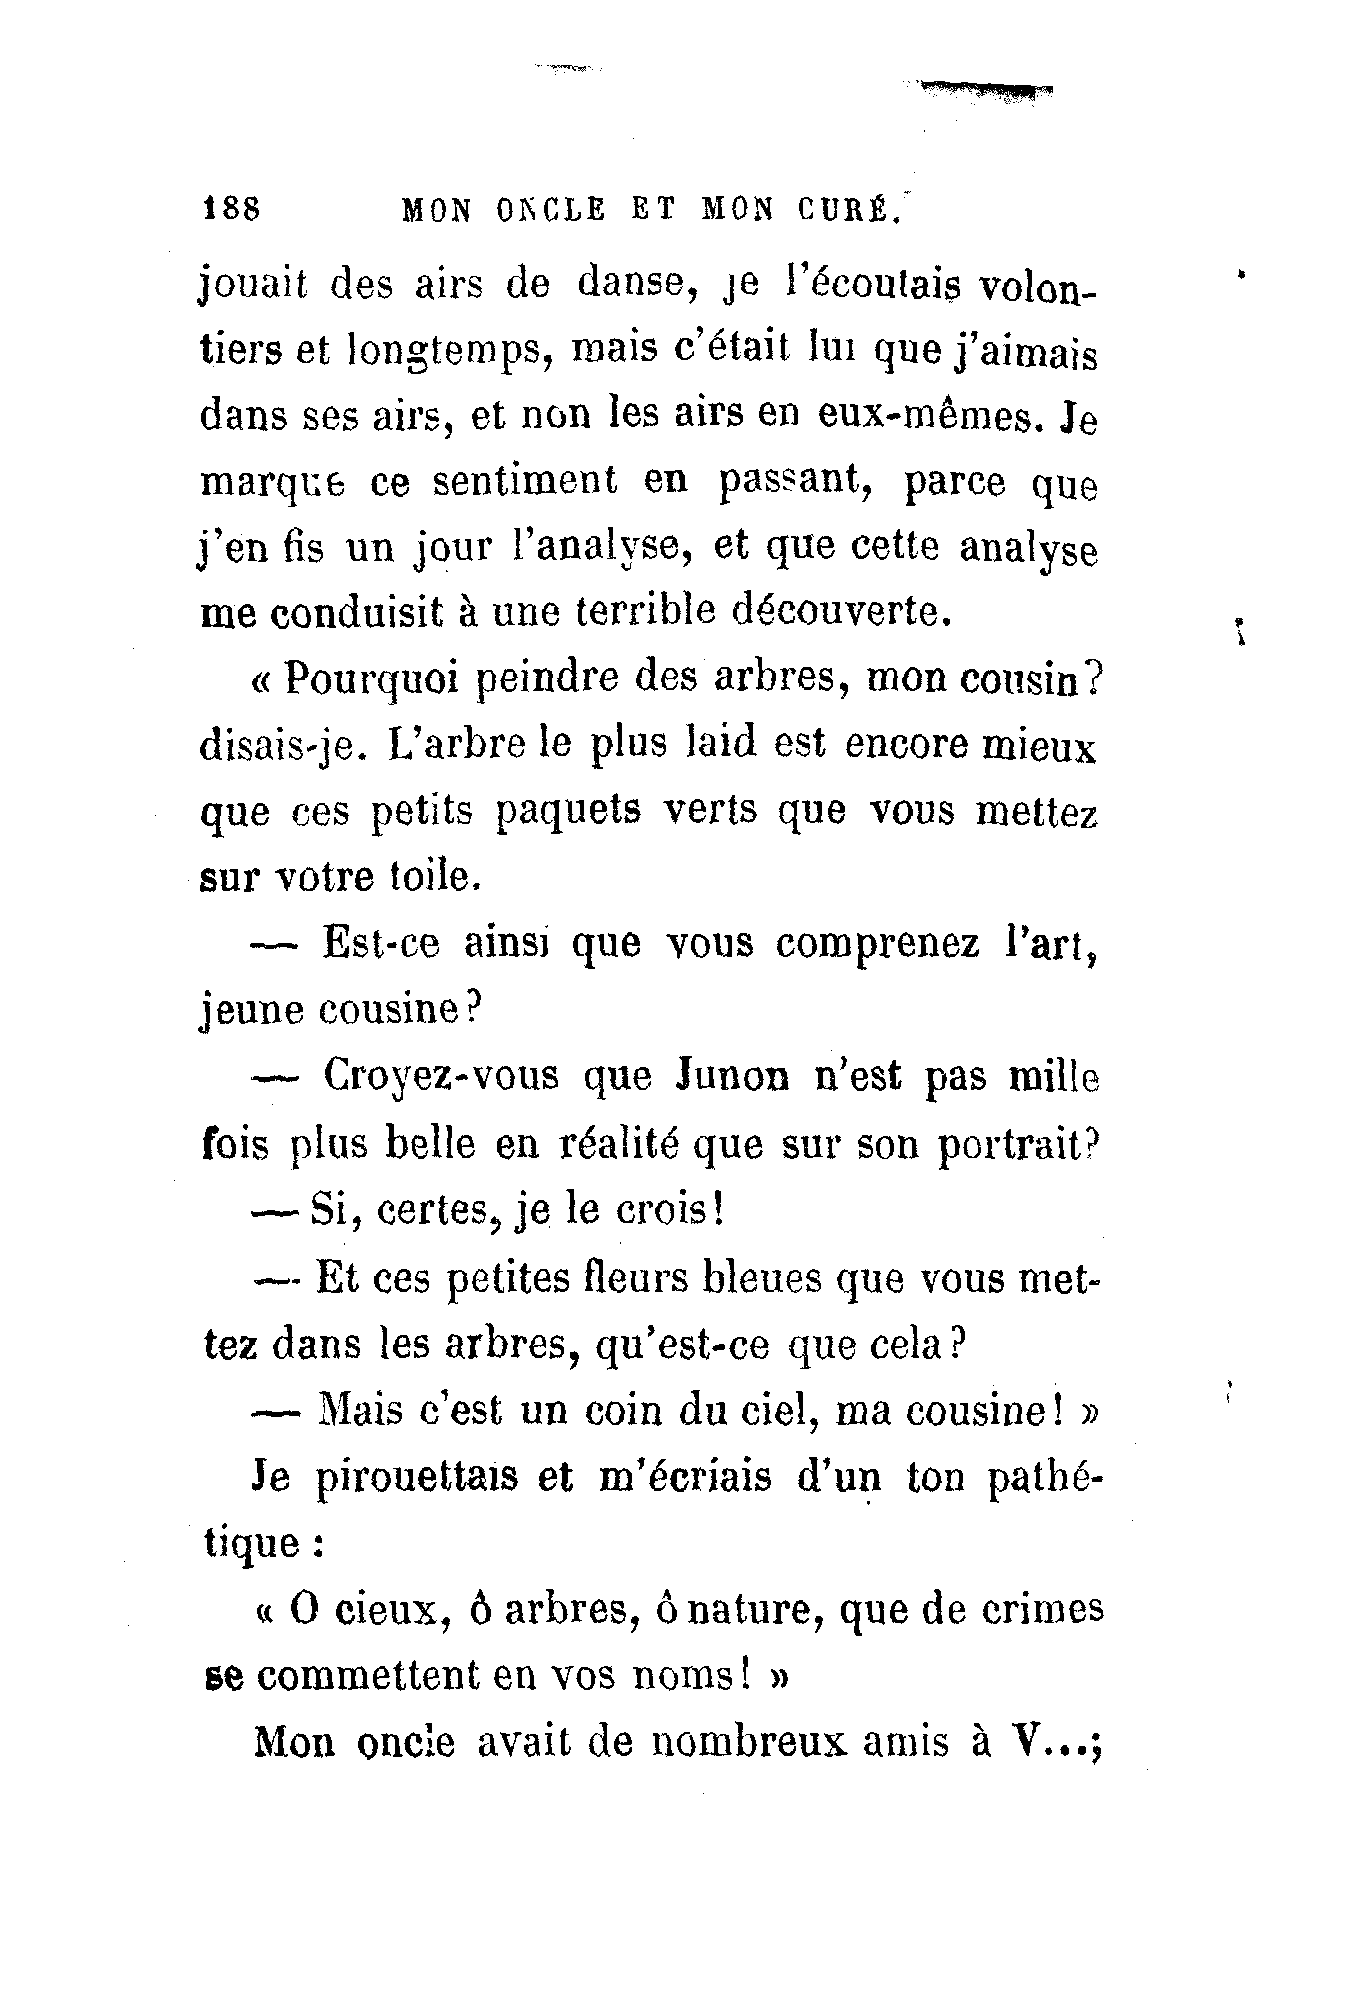 188 MON ONCLE ET MON CURÉ.
jouait des airs de danse, je l'écoutais volon-
tiers et longtemps, mais c'était lui que j'aimais
dans ses airs, et non les airs en eux-mêmes. Je
marque ce sentiment en passant, parce que
j'en fis un jour l'analyse, et que cette analyse
me conduisit à une terrible découverte.
« Pourquoi peindre des arbres, mon cousin?
disais-je. L'arbre le plus laid est encore mieux
que ces petits paquets verts que vous mettez
sur votre toile.
— Est-ce ainsi que vous comprenez l'art,
jeune cousine?
— Croyez-vous que Junon n'est pas mille
fois plus belle en réalité que sur son portrait?
— Si, certes, je le crois!
— Et ces petites fleurs bleues que vous met-
tez dans les arbres, qu'est-ce que cela?
— Mais c'est un coin du ciel, ma cousine! »
Je pirouettais et m'écriais d'un ton pathé-
tique :
« O cieux, ô arbres, ô nature, que de crimes
se commettent en vos noms! »
Mon oncle avait de nombreux amis à V...;